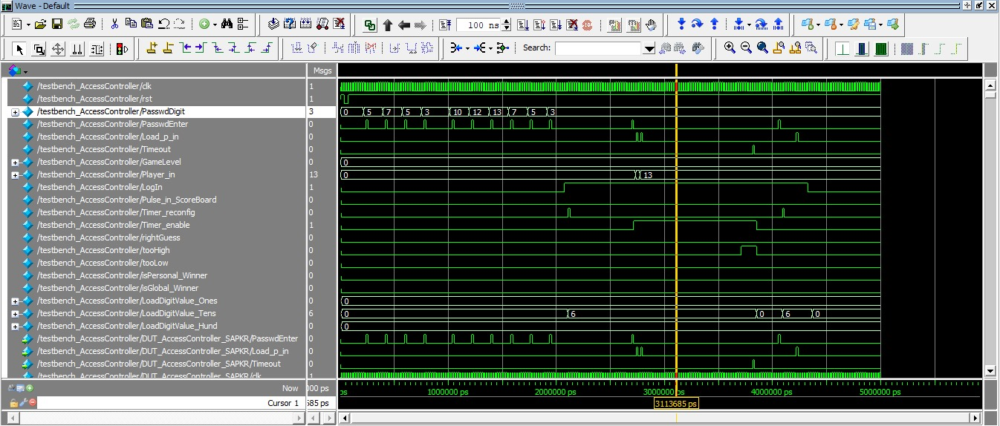 Wave - Default
100 ns
Search:
Msgs
/testbench_AccessController/clk 1
/testbench_AccessController/rst 1
/testbench_AccessController/PasswdDigit 3 0 5 7 5 3 10 12 13 7 5 3
/testbench_AccessController/PasswdEnter 0
/testbench_AccessController/Load_p_in 0
/testbench_AccessController/Timeout 0
/testbench_AccessController/GameLevel 0 0
/testbench_AccessController/Player_in 13 0 13
/testbench_AccessController/LogIn 1
/testbench_AccessController/Pulse_in_ScoreBoard 0
/testbench_AccessController/Timer_reconfig 0
/testbench_AccessController/Timer_enable 1
/testbench_AccessController/rightGuess 0
/testbench_AccessController/tooHigh 0
/testbench_AccessController/tooLow 0
/testbench_AccessController/isPersonal_Winner 0
/testbench_AccessController/isGlobal_Winner 0
/testbench_AccessController/LoadDigitValue_Ones 0 0
/testbench_AccessController/LoadDigitValue_Tens 6 0 6 0 6 0
/testbench_AccessController/LoadDigitValue_Hund 0 0
/testbench_AccessController/DUT_AccessController_SAPKR/PasswdEnter 0
/testbench_AccessController/DUT_AccessController_SAPKR/Load_p_in 0
/testbench_AccessController/DUT_AccessController_SAPKR/Timeout 0
/testbench_AccessController/DUT_AccessController_SAPKR/clk 1
Now 000 ps ps 1000000 ps 2000000 ps 3000000 ps 4000000 ps 5000000 ps
Cursor 1 685 ps 3113685 ps